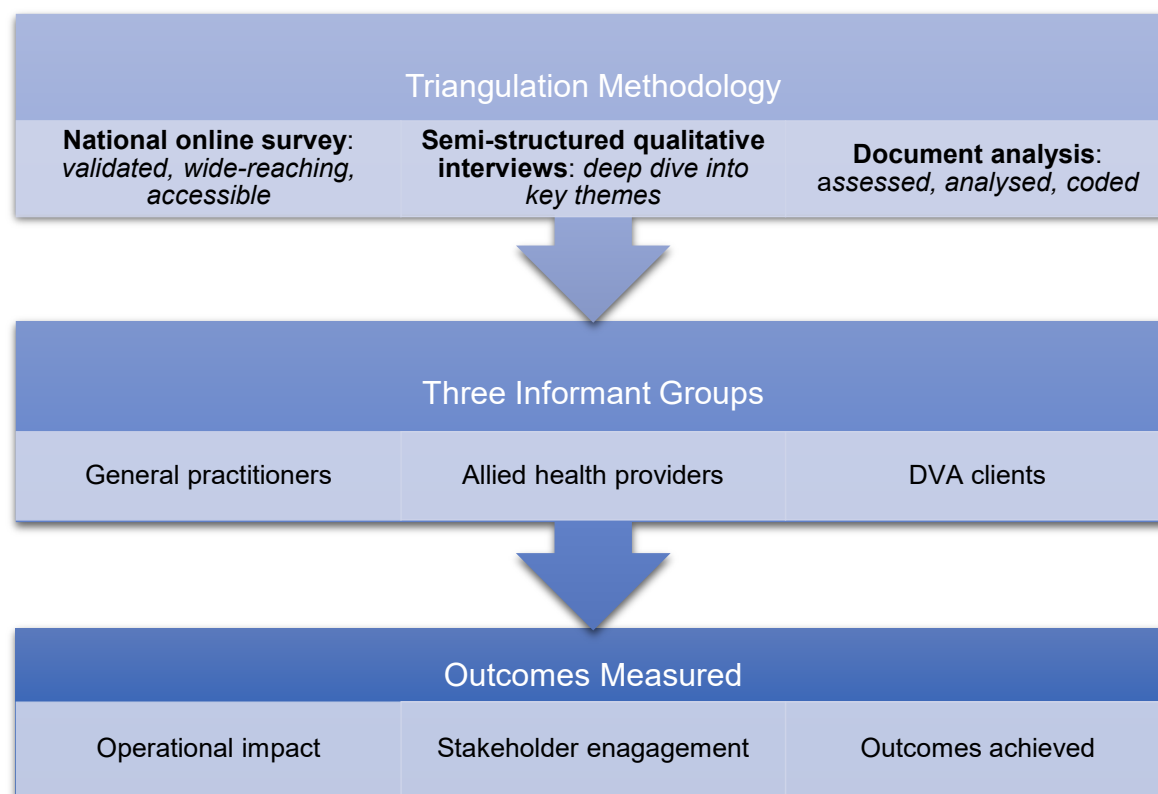 Triangulation Methodology
National online survey:
validated, wide-reaching,
accessible
Semi-structured qualitative
interviews: deep dive into
key themes
Document analysis:
assessed, analysed, coded
Three Informant Groups
General practitioners
Allied health providers
DVA clients
Outcomes Measured
Operational impact
Stakeholder enagagement
Outcomes achieved